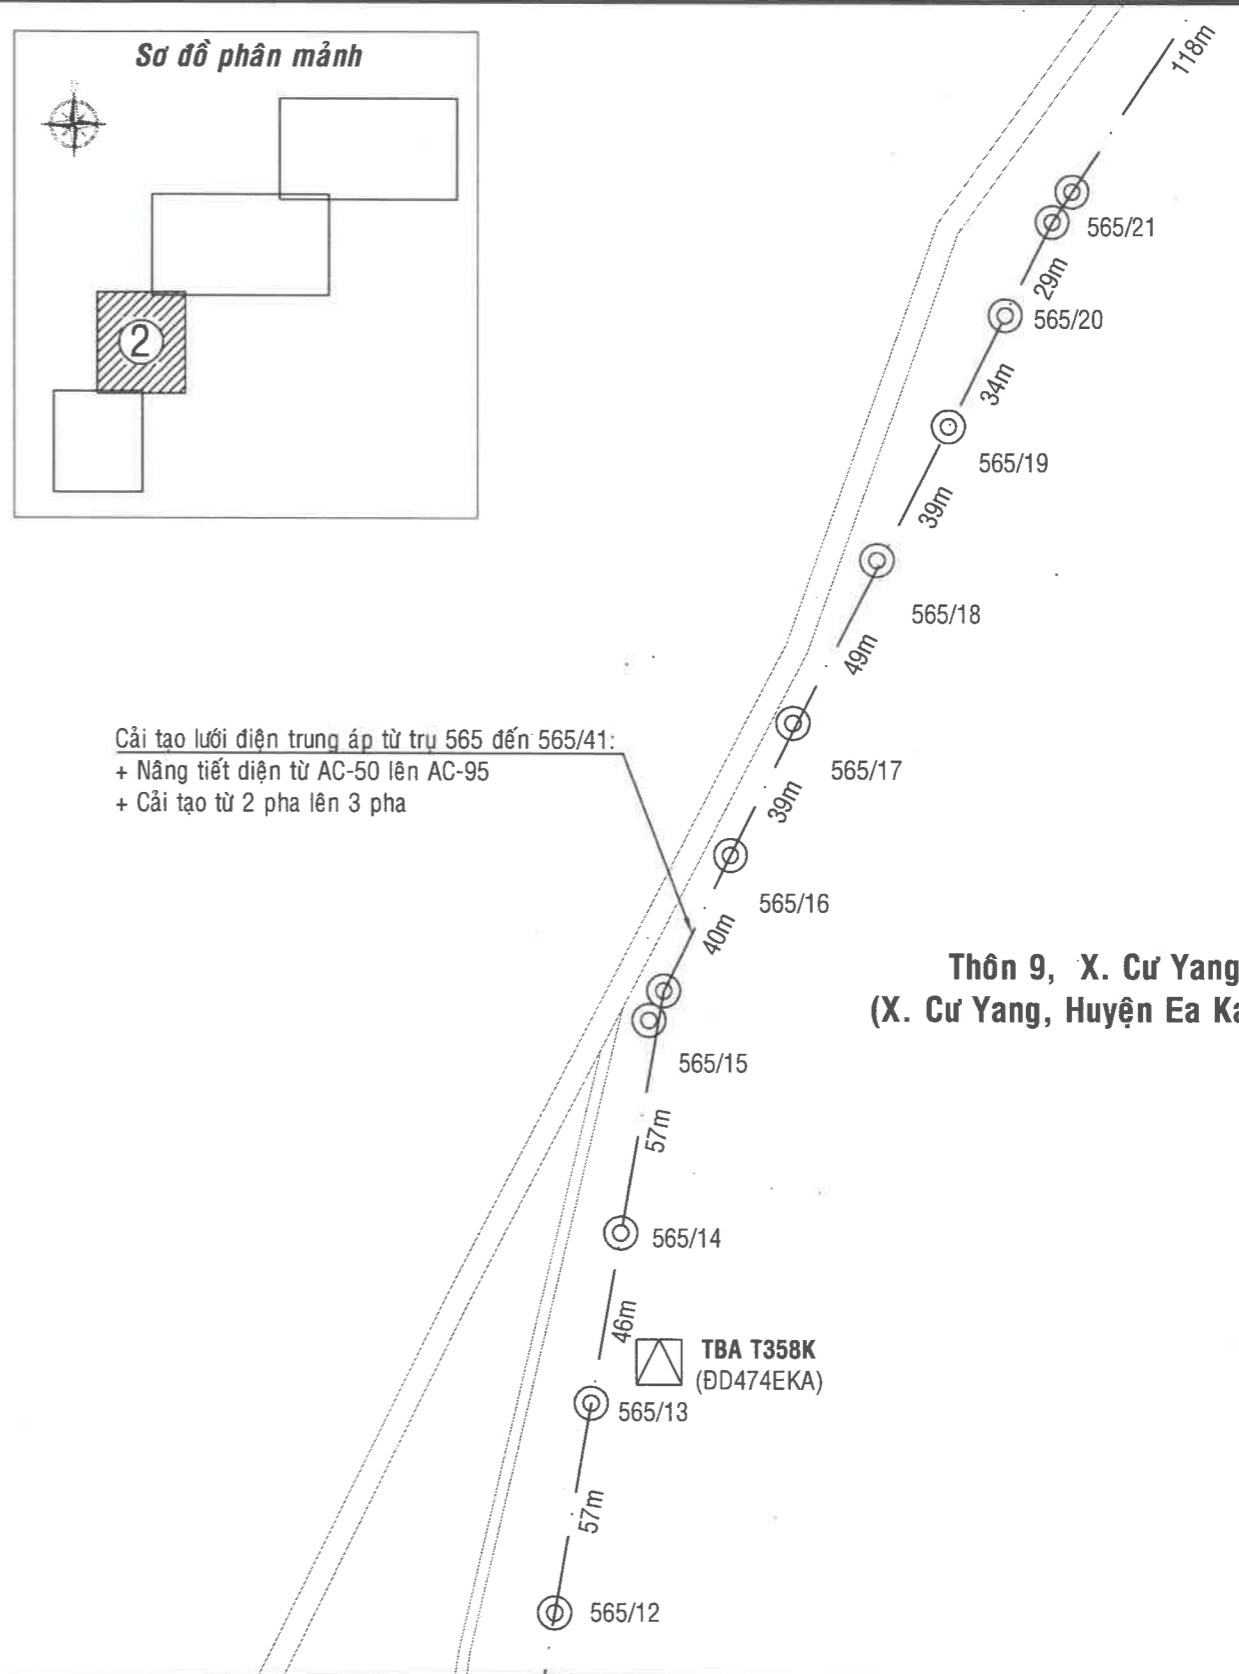 Sơ đồ phân mảnh
2
118m
565/21
29m
565/20
34m
565/19
39m
565/18
49m
565/17
39m
565/16
40m
Cải tạo lưới điện trung áp từ trụ 565 đến 565/41:
+ Nâng tiết diện từ AC-50 lên AC-95
+ Cải tạo từ 2 pha lên 3 pha
Thôn 9, X. Cư Yang
(X. Cư Yang, Huyện Ea Ka
565/15
57m
565/14
46m
TBA T358K
(ĐD474EKA)
565/13
57m
565/12